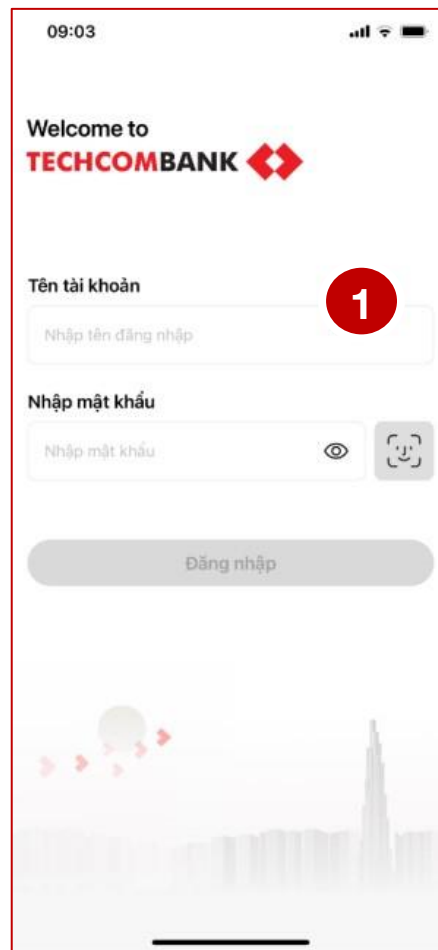 09:03
Welcome to
TECHCOMBANK
Tên tài khoản
1
Nhập tên đăng nhập
Nhập mật khẩu
Nhập mật khẩu
Đăng nhập